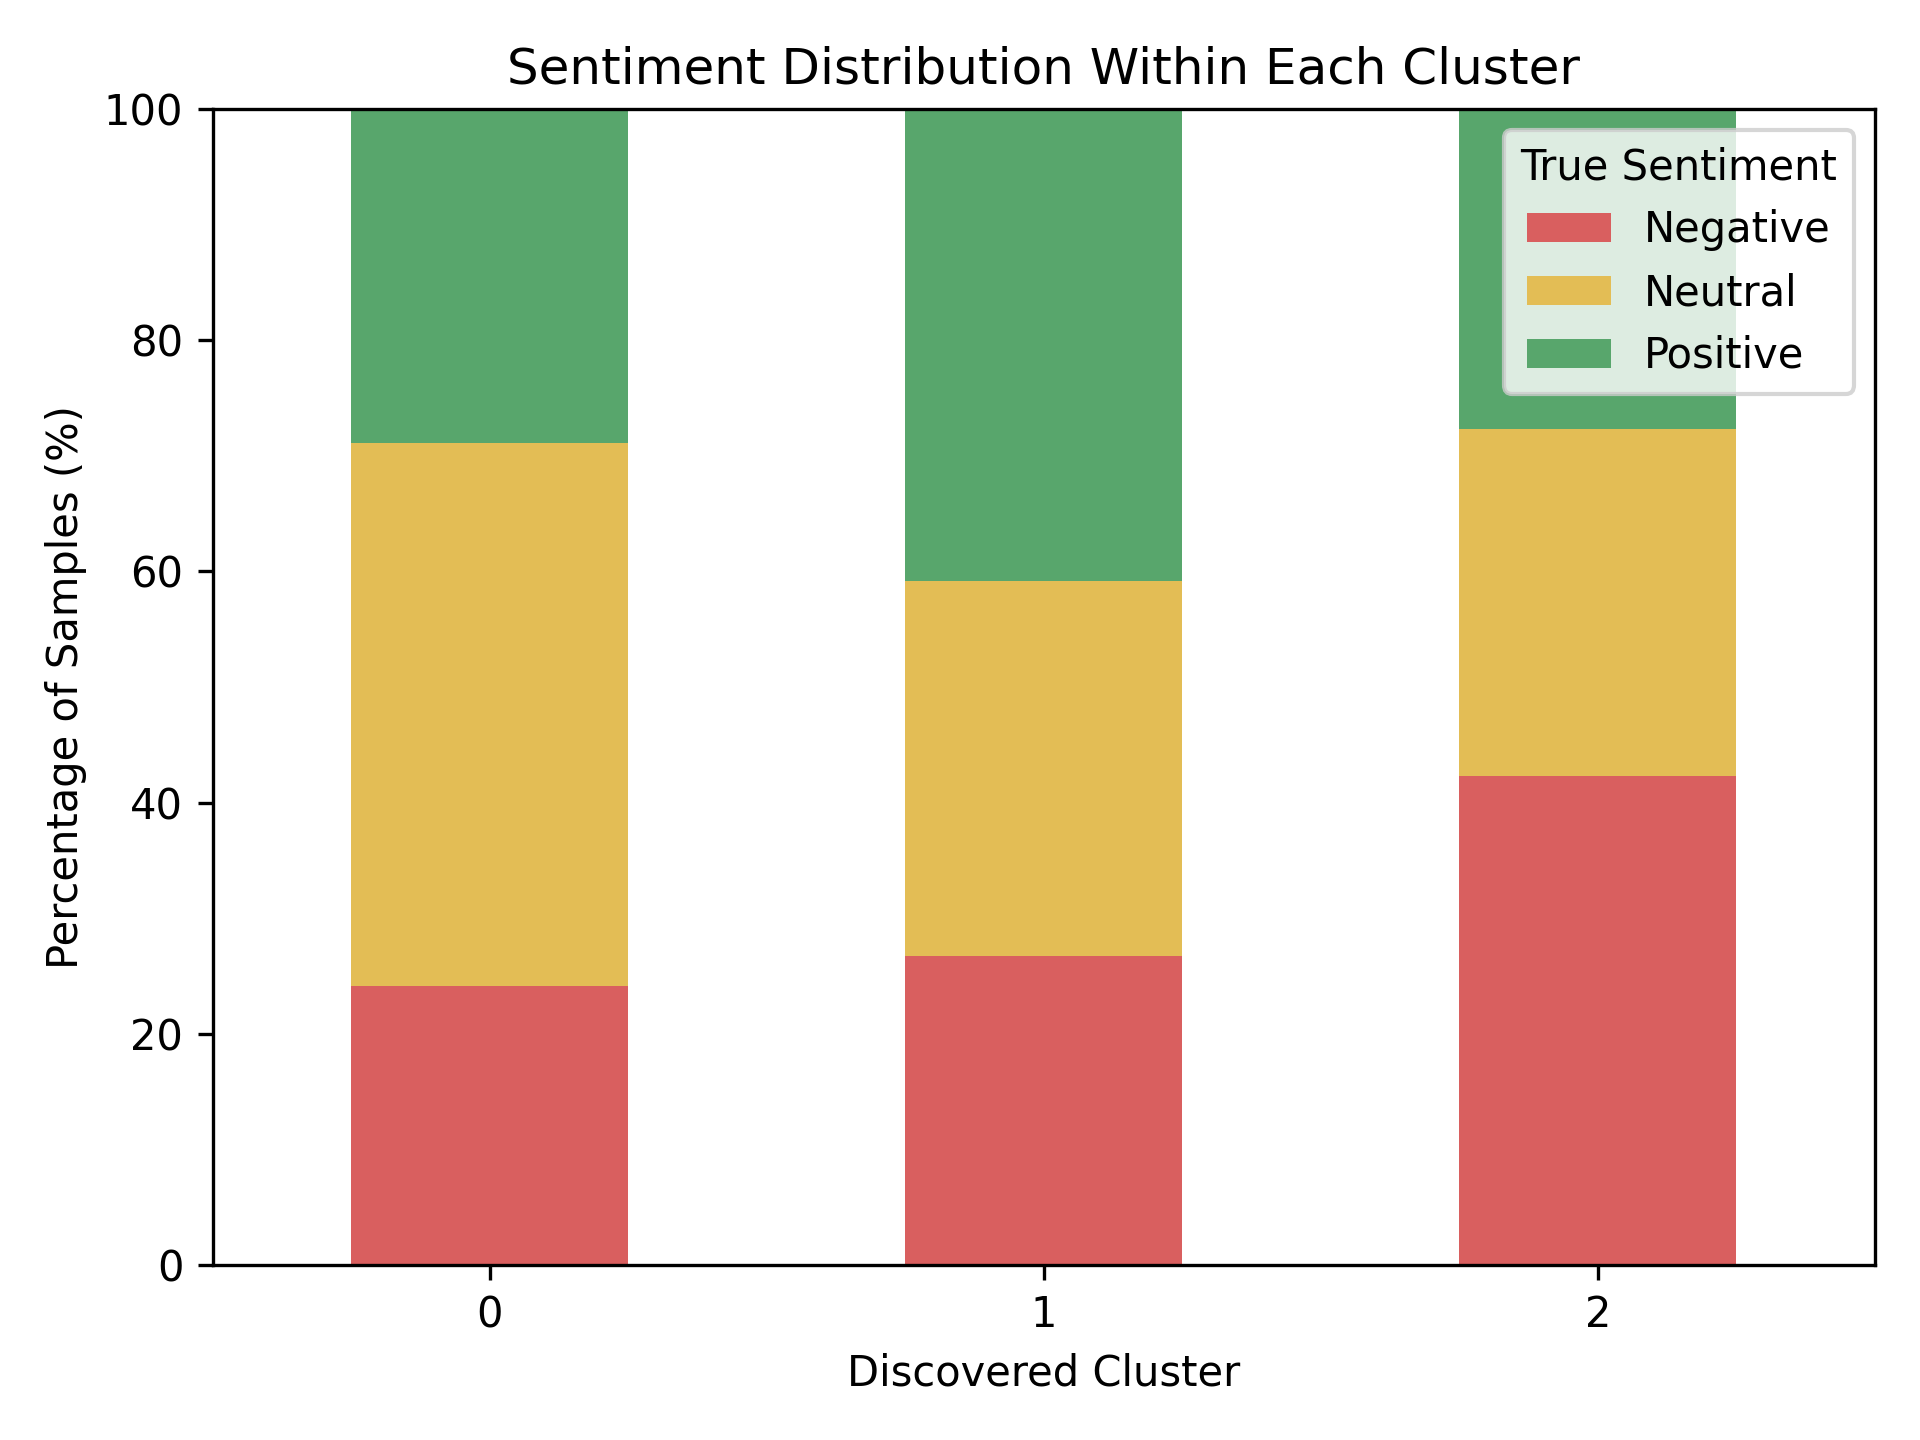 Sentiment Distribution Within Each Cluster
Percentage of Samples (%)
100
80
60
40
20
0
True Sentiment
Negative
Neutral
Positive
0 1 2
Discovered Cluster